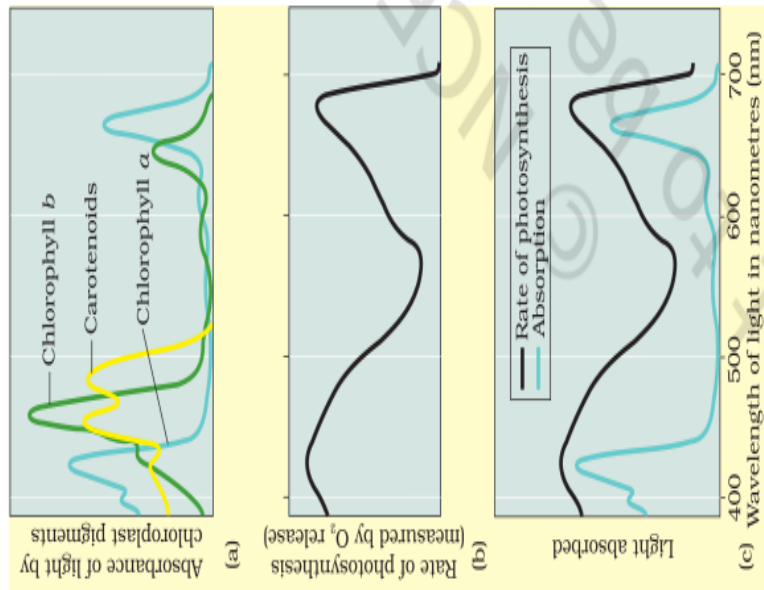 Chlorophyll b
Carotenoids
Chlorophyll a
Absorbance of light by
chloroplast pigments
(a)
Rate of photosynthesis
(measured by O₂ release)
(b)
Rate of photosynthesis
Absorption
Light absorbed
400 500 600 700
(c) Wavelength of light in nanometres (nm)
©